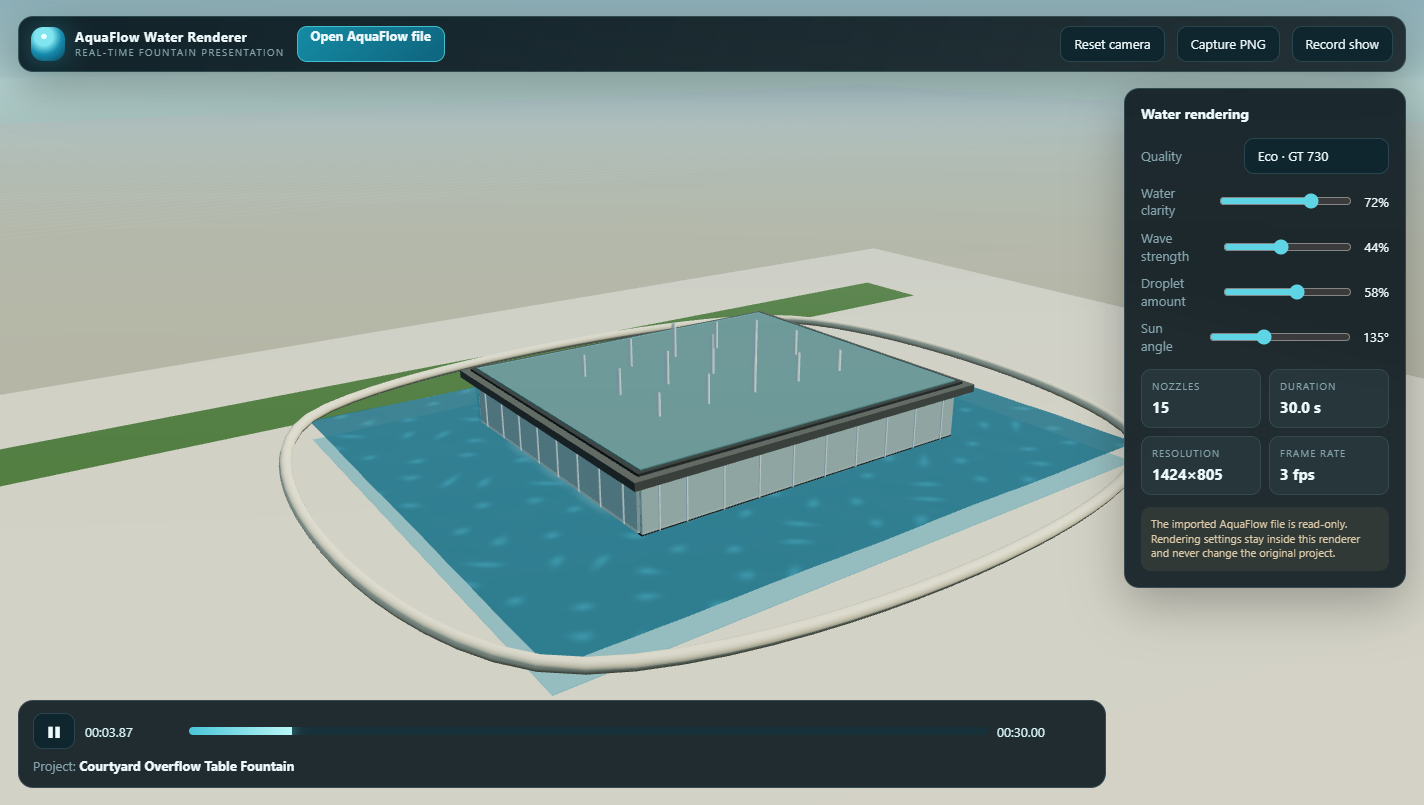 AquaFlow Water Renderer
REAL-TIME FOUNTAIN PRESENTATION
Open AquaFlow file
Reset camera
Capture PNG
Record show
Water rendering
Quality
Eco · GT 730
Water
clarity
72%
Wave
strength
44%
Droplet
amount
58%
Sun
angle
135°
NOZZLES
15
DURATION
30.0 s
RESOLUTION
1424×805
FRAME RATE
3 fps
The imported AquaFlow file is read-only.
Rendering settings stay inside this renderer
and never change the original project.
00:03.87
00:30.00
Project: Courtyard Overflow Table Fountain